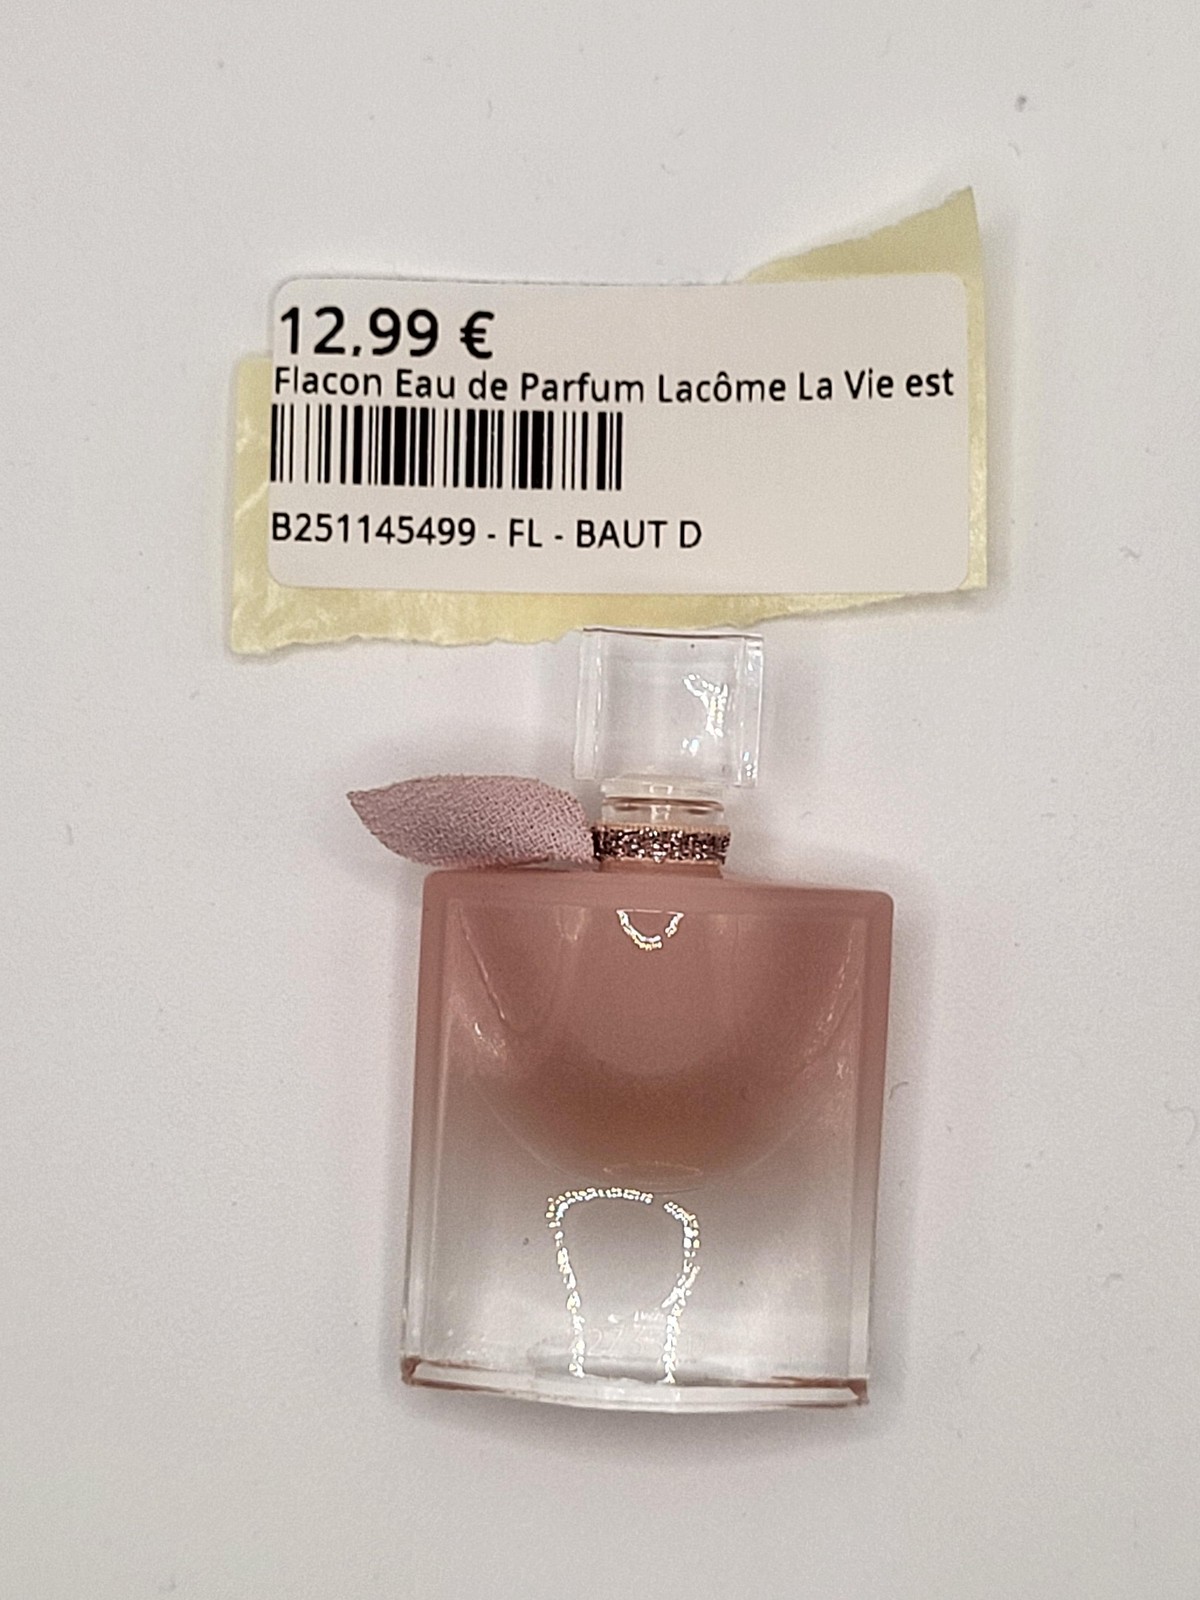 12,99 €
Flacon Eau de Parfum Lacôme La Vie est
B251145499 - FL - BAUT D